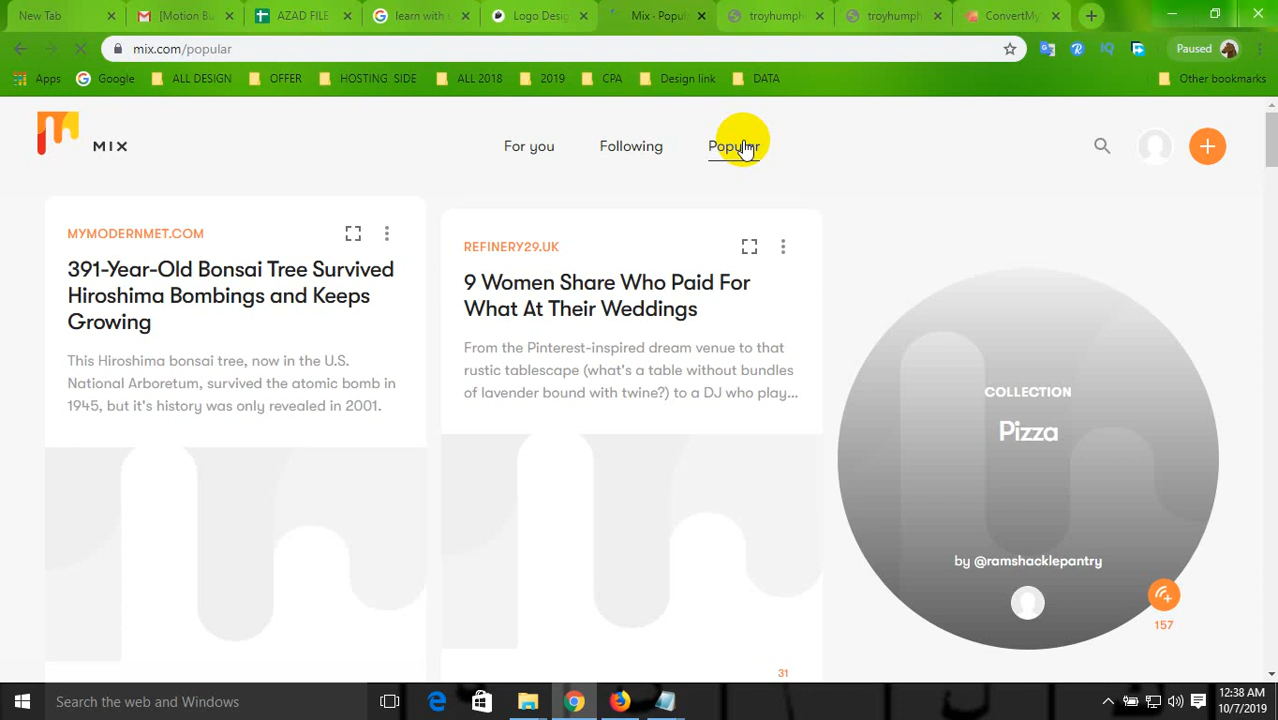 New Tab
[Motion Bu
AZAD FILE
learn with s
Logo Desig
Mix - Popul
troyhumph
troyhumph
ConvertMy
mix.com/popular
Paused
Apps
Google
ALL DESIGN
OFFER
HOSTING SIDE
ALL 2018
2019
CPA
Design link
DATA
Other bookmarks
MIX
For you
Following
Popular
MYMODERNMET.COM
391-Year-Old Bonsai Tree Survived
Hiroshima Bombings and Keeps
Growing
This Hiroshima bonsai tree, now in the U.S.
National Arboretum, survived the atomic bomb in
1945, but it's history was only revealed in 2001.
REFINERY29.UK
9 Women Share Who Paid For
What At Their Weddings
From the Pinterest-inspired dream venue to that
rustic tablescape (what's a table without bundles
of lavender bound with twine?) to a DJ who play...
31
COLLECTION
Pizza
by @ramshacklepantry
157
Search the web and Windows
12:38 AM
10/7/2019